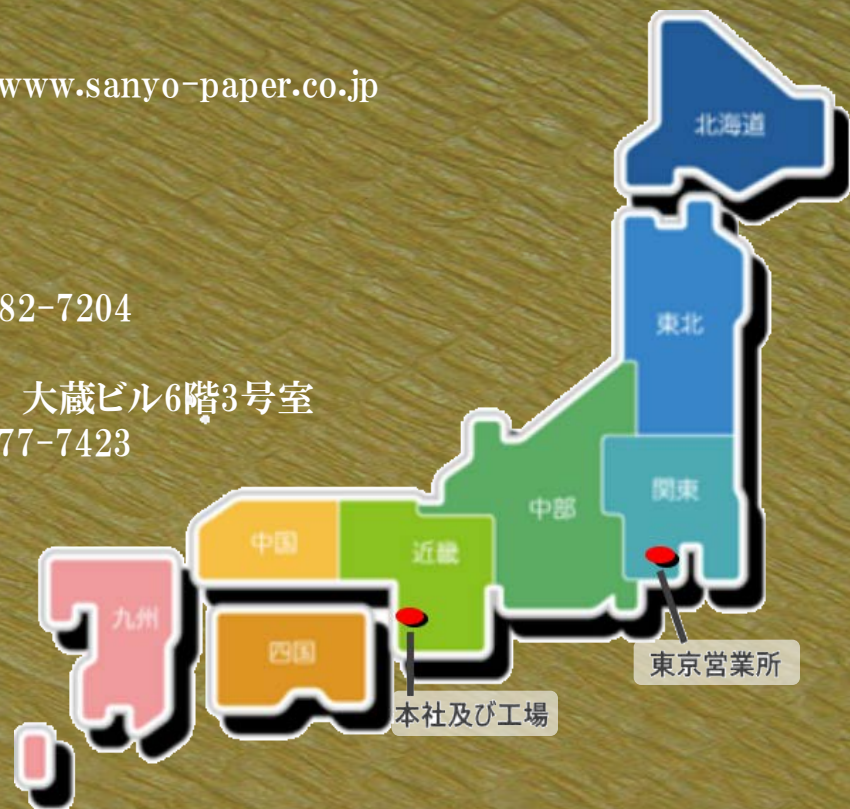 www.sanyo-paper.co.jp
82-7204
大蔵ビル6階3号室
77-7423
北海道
東北
関東
中部
近畿
中国
四国
九州
東京営業所
本社及び工場